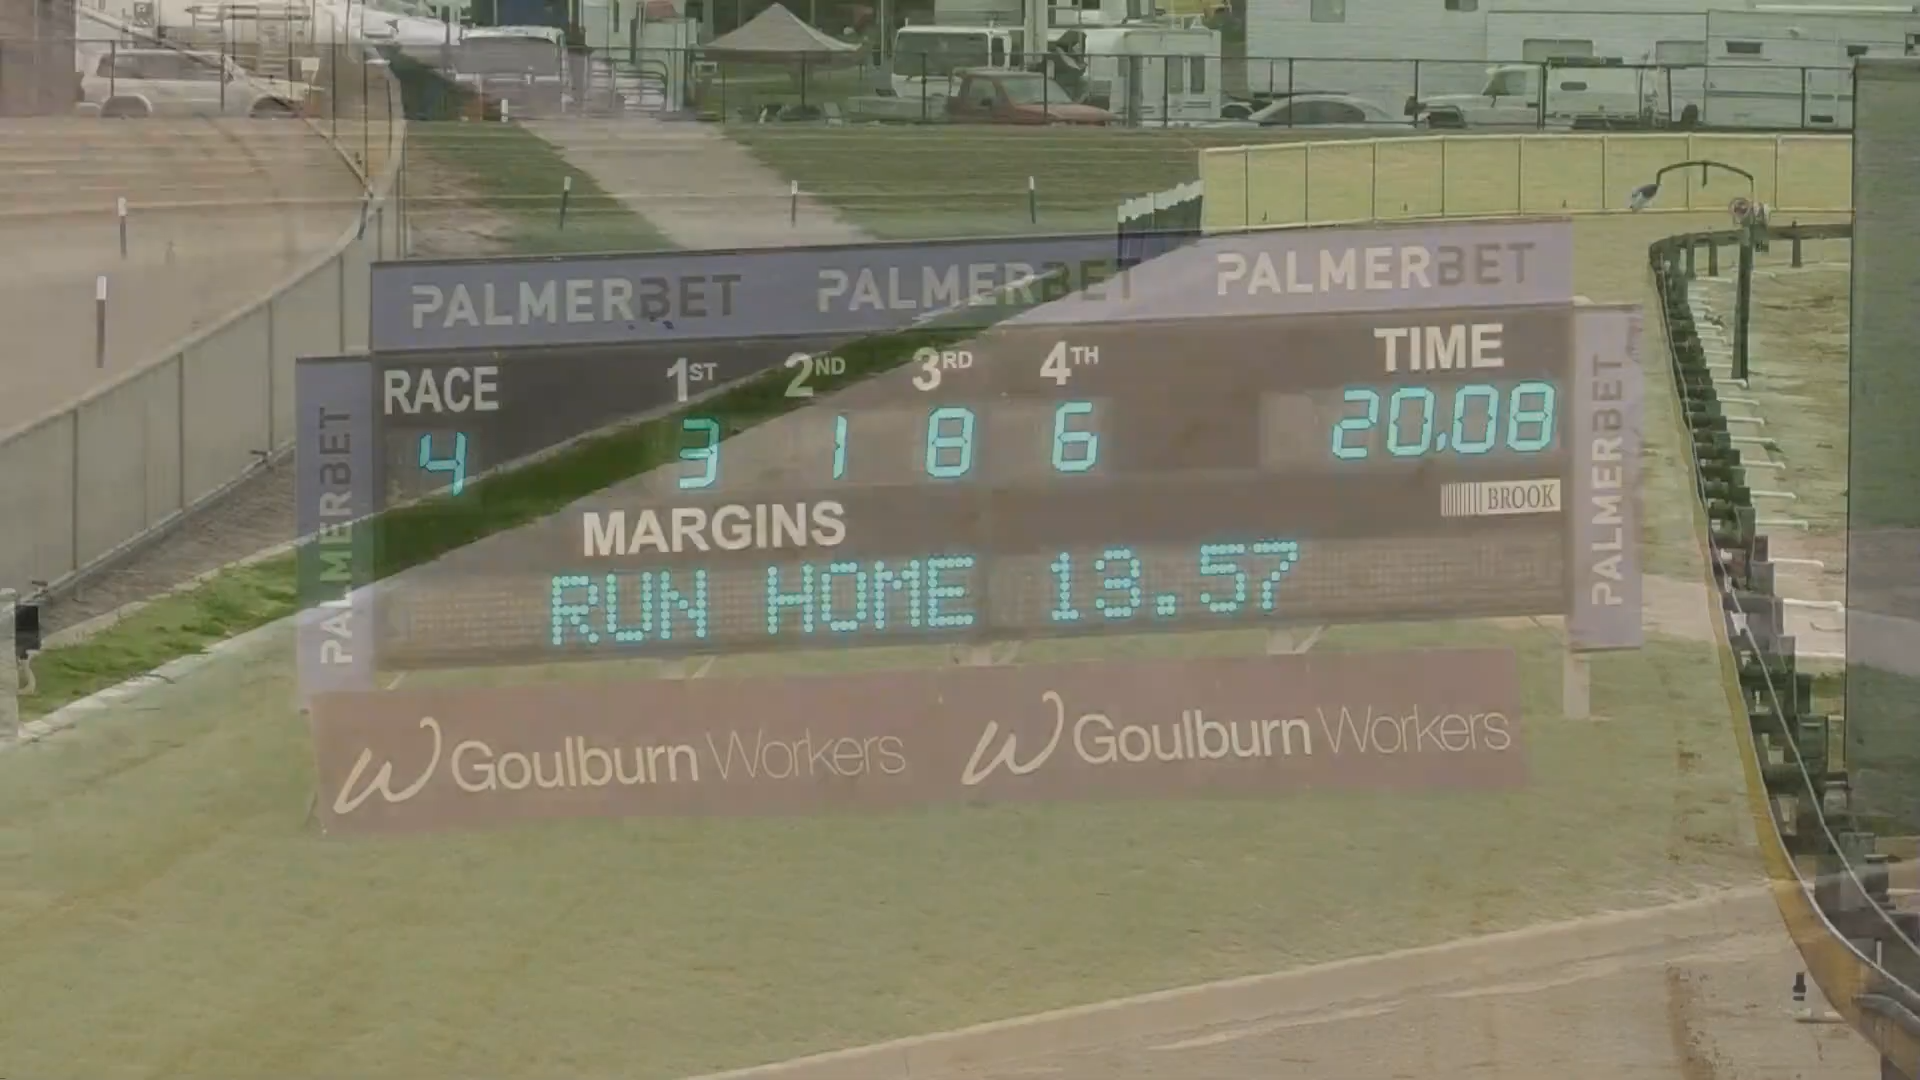 PALMERBET PALMERBET PALMERBET
RACE 1ST 2ND 3RD 4TH TIME
4 3 1 8 6 20.08
MARGINS BROOK
RUN HOME 13.57
PALMERBET
PALMERBET
Goulburn Workers Goulburn Workers